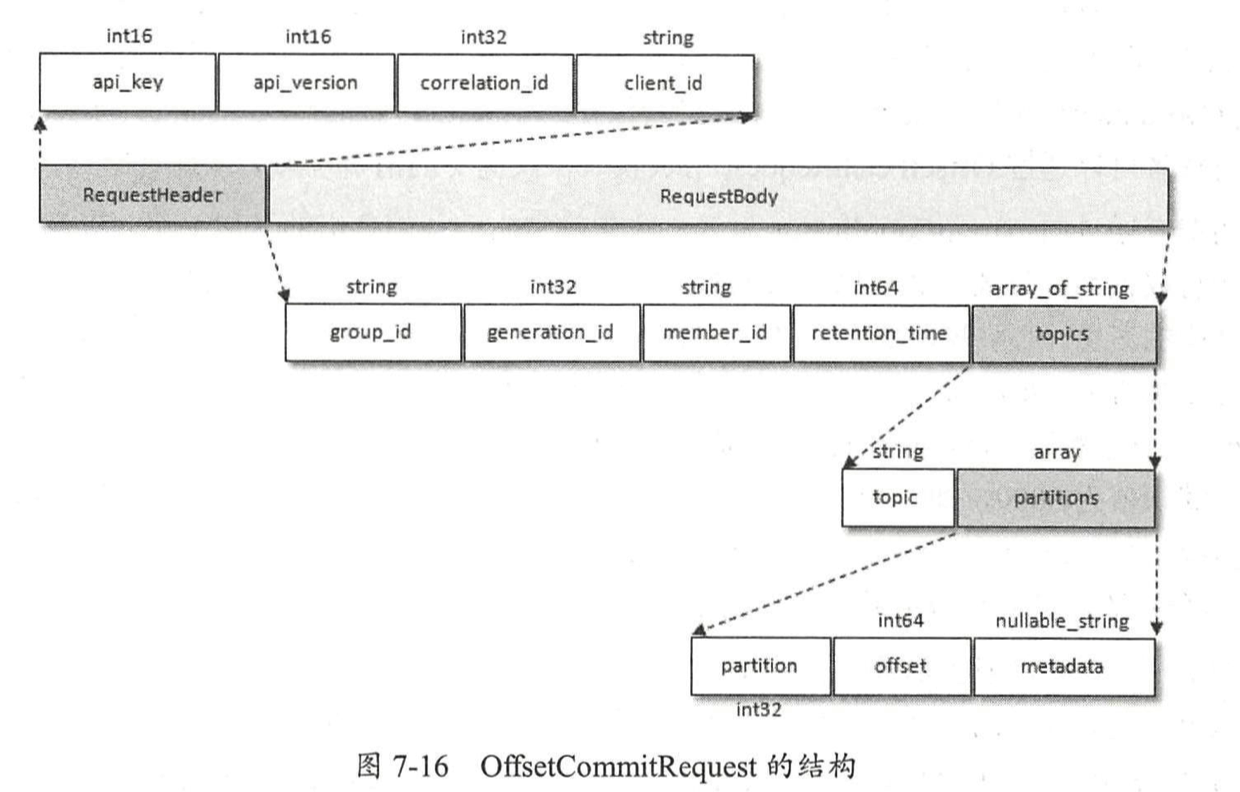 int16 int16 int32 string
api_key api_version correlation_id client_id
RequestHeader RequestBody
string int32 string int64 array_of_string
group_id generation_id member_id retention_time topics
string array
topic partitions
int64 nullable_string
partition offset metadata
int32
图 7-16 OffsetCommitRequest 的结构